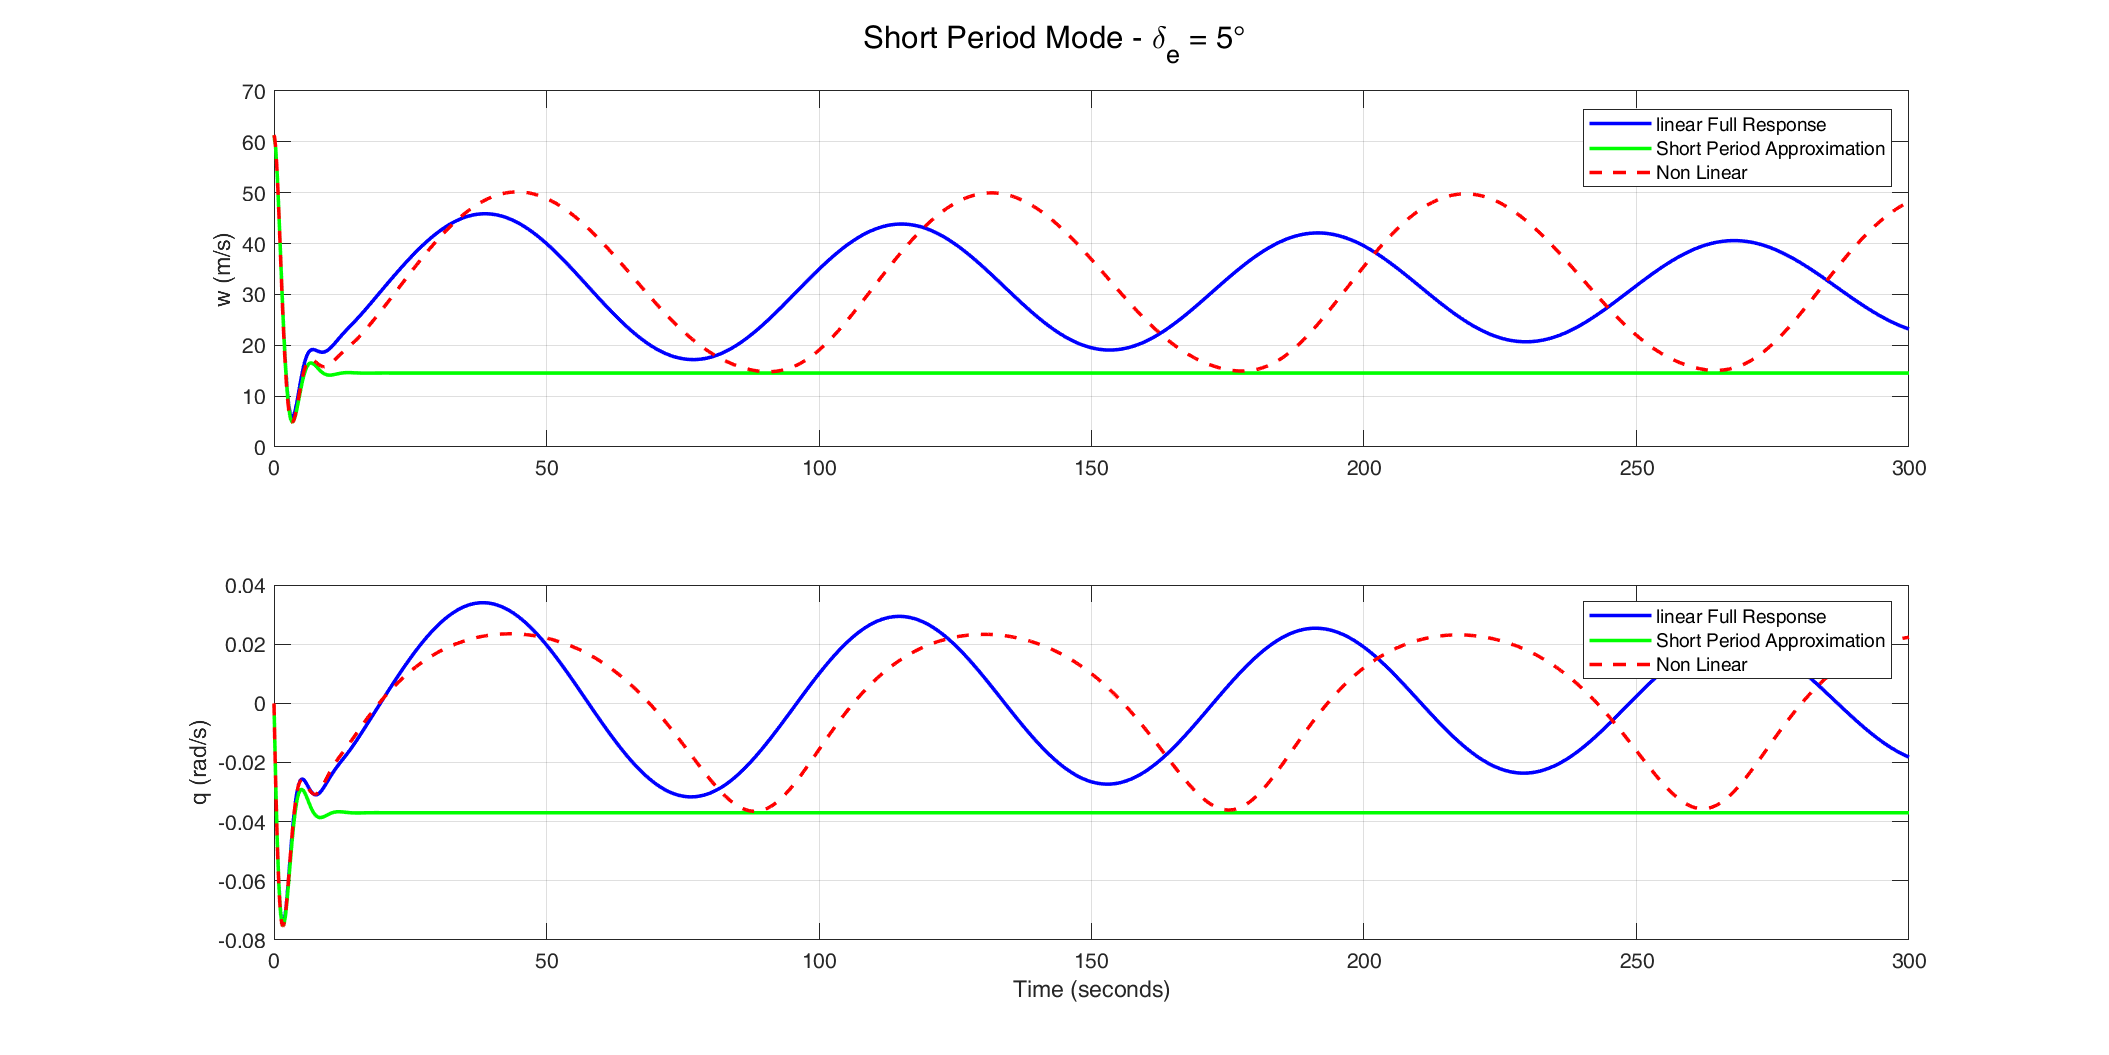 Short Period Mode - δe = 5°
70
60
50
40
30
20
10
0
w (m/s)
0 50 100 150 200 250 300
linear Full Response
Short Period Approximation
Non Linear
0.04
0.02
0
-0.02
-0.04
-0.06
-0.08
q (rad/s)
0 50 100 150 200 250 300
Time (seconds)
linear Full Response
Short Period Approximation
Non Linear